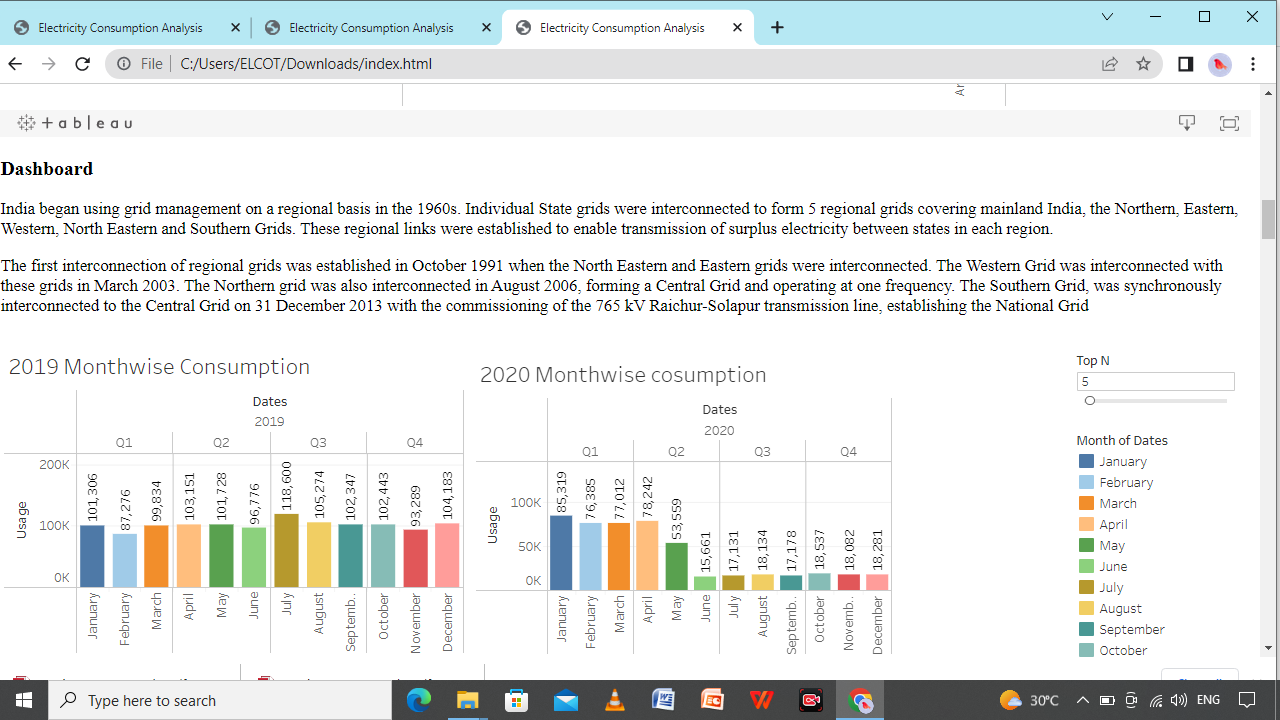 Electricity Consumption Analysis
Electricity Consumption Analysis
Electricity Consumption Analysis
File C:/Users/ELCOT/Downloads/index.html
+ a b | e a u
Dashboard
India began using grid management on a regional basis in the 1960s. Individual State grids were interconnected to form 5 regional grids covering mainland India, the Northern, Eastern,
Western, North Eastern and Southern Grids. These regional links were established to enable transmission of surplus electricity between states in each region.
The first interconnection of regional grids was established in October 1991 when the North Eastern and Eastern grids were interconnected. The Western Grid was interconnected with
these grids in March 2003. The Northern grid was also interconnected in August 2006, forming a Central Grid and operating at one frequency. The Southern Grid, was synchronously
interconnected to the Central Grid on 31 December 2013 with the commissioning of the 765 kV Raichur-Solapur transmission line, establishing the National Grid
2019 Monthwise Consumption
Dates
2019
Q1 Q2 Q3 Q4
200K
100K
0K
Usage
101,306 87,276 99,834 103,151 101,728 96,776 118,600 105,274 102,347 102,443 93,289 104,183
January February March April May June July August Septemb.. October November December
2020 Monthwise cosumption
Dates
2020
Q1 Q2 Q3 Q4
100K
50K
0K
Usage
85,319 76,385 77,012 78,242 53,559 15,661 17,131 18,134 17,178 18,537 18,082 18,281
January February March April May June July August Septemb.. October Novemb.. December
Top N
5
Month of Dates
January
February
March
April
May
June
July
August
September
October
Type here to search
30°C
ENG